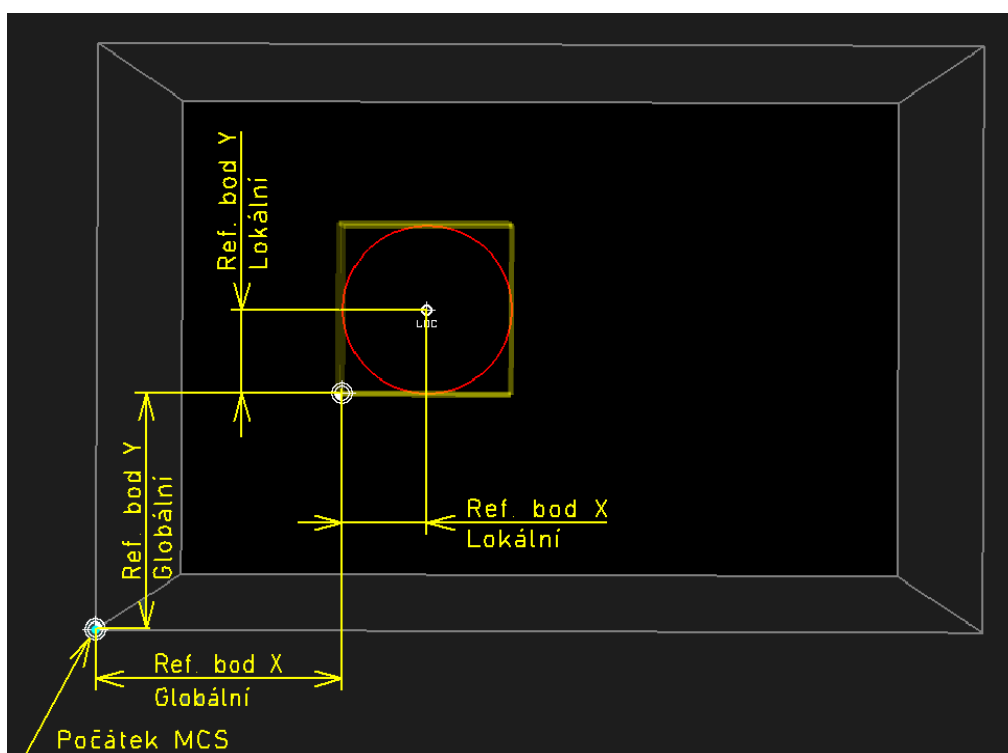 Ref. bod Y
Lokální
LOC
Ref. bod Y
Globální
Ref. bod X
Lokální
Ref. bod X
Globální
Počátek MCS